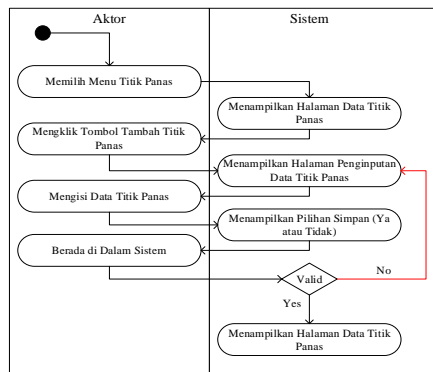 Aktor
Sistem
Memilih Menu Titik Panas
Menampilkan Halaman Data Titik
Panas
Mengklik Tombol Tambah Titik
Panas
Menampilkan Halaman Penginputan
Data Titik Panas
Mengisi Data Titik Panas
Menampilkan Pilihan Simpan (Ya
atau Tidak)
Berada di Dalam Sistem
Valid
No
Yes
Menampilkan Halaman Data Titik
Panas